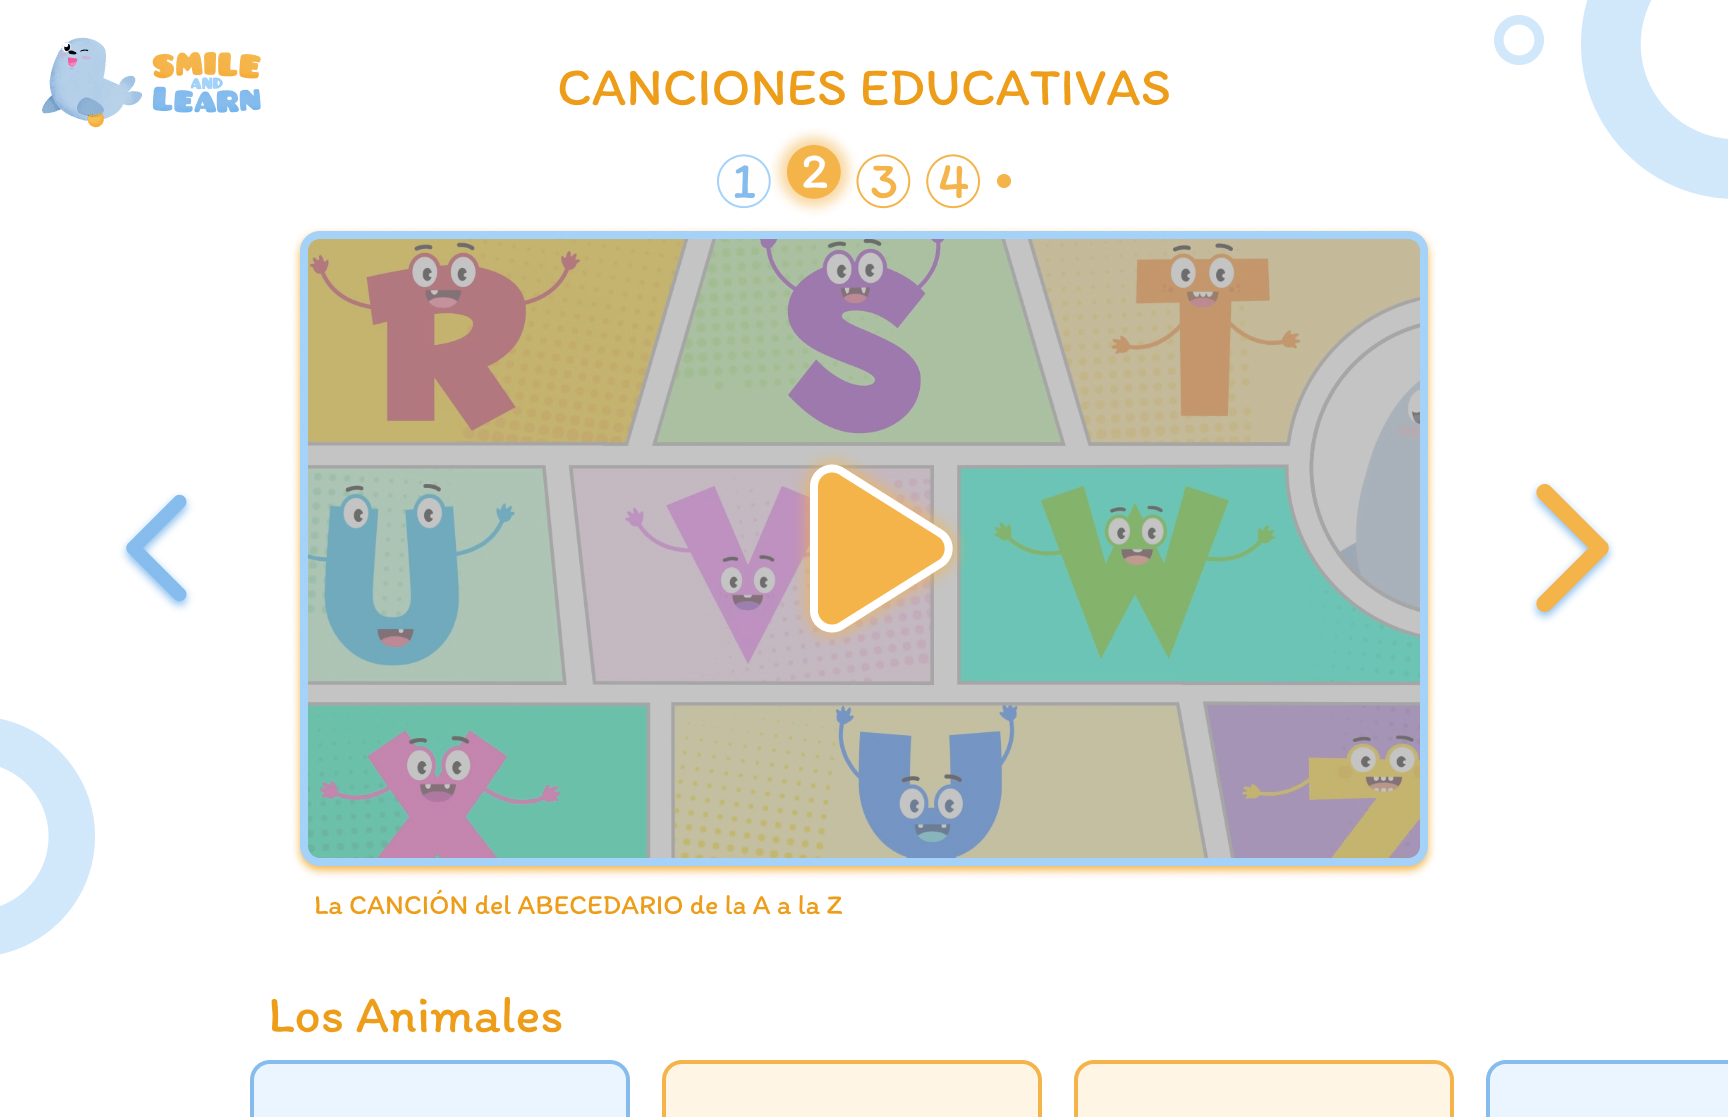 SMILE
AND
LEARN
CANCIONES EDUCATIVAS
1 2 3 4
R S T
U V W
X U Z
La CANCIÓN del ABECEDARIO de la A a la Z
Los Animales